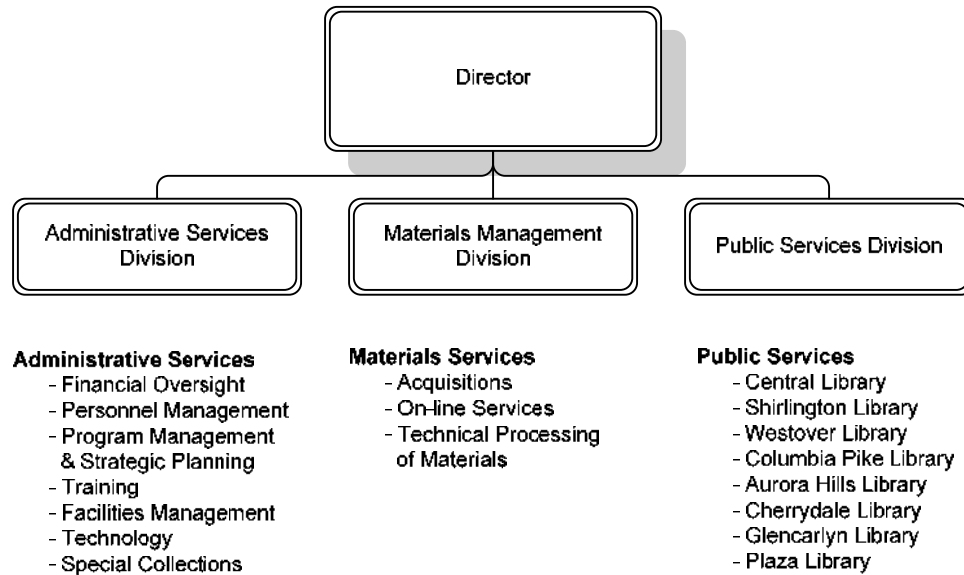 Director
Administrative Services
Division
Materials Management
Division
Public Services Division
Administrative Services
- Financial Oversight
- Personnel Management
- Program Management
& Strategic Planning
- Training
- Facilities Management
- Technology
- Special Collections
Materials Services
- Acquisitions
- On-line Services
- Technical Processing
of Materials
Public Services
- Central Library
- Shirlington Library
- Westover Library
- Columbia Pike Library
- Aurora Hills Library
- Cherrydale Library
- Glencarlyn Library
- Plaza Library